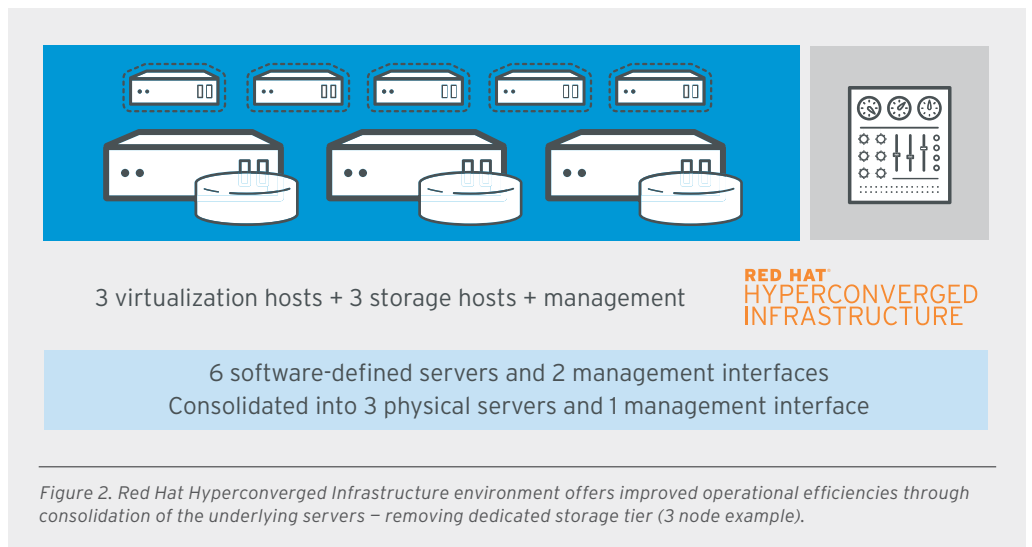 3 virtualization hosts + 3 storage hosts + management
RED HAT®
HYPERCONVERGED
INFRASTRUCTURE
6 software-defined servers and 2 management interfaces
Consolidated into 3 physical servers and 1 management interface
Figure 2. Red Hat Hyperconverged Infrastructure environment offers improved operational efficiencies through
consolidation of the underlying servers – removing dedicated storage tier (3 node example).